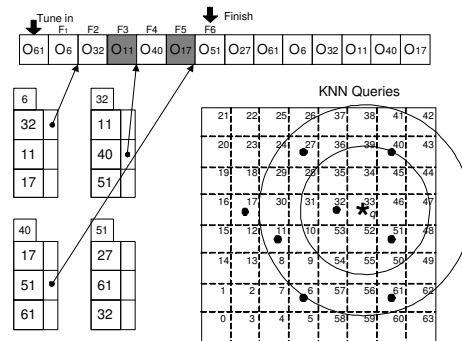 Tune in F1 F2 F3 F4 F5 F6 Finish
O61 O6 O32 O11 O40 O17 O51 O27 O61 O6 O32 O11 O40 O17
6 32
32 11
11 40
17 51
40 51
17 27
51 61
61 32
KNN Queries
21 22 25 26 37 38 41 42
20 23 24 27 36 39 40 43
19 18 29 28 35 34 45 44
16 17 30 31 32 33 46 47
q
15 12 11 10 53 52 51 48
14 13 8 9 54 55 50 49
1 2 7 6 57 56 61 62
0 3 4 5 58 59 60 63